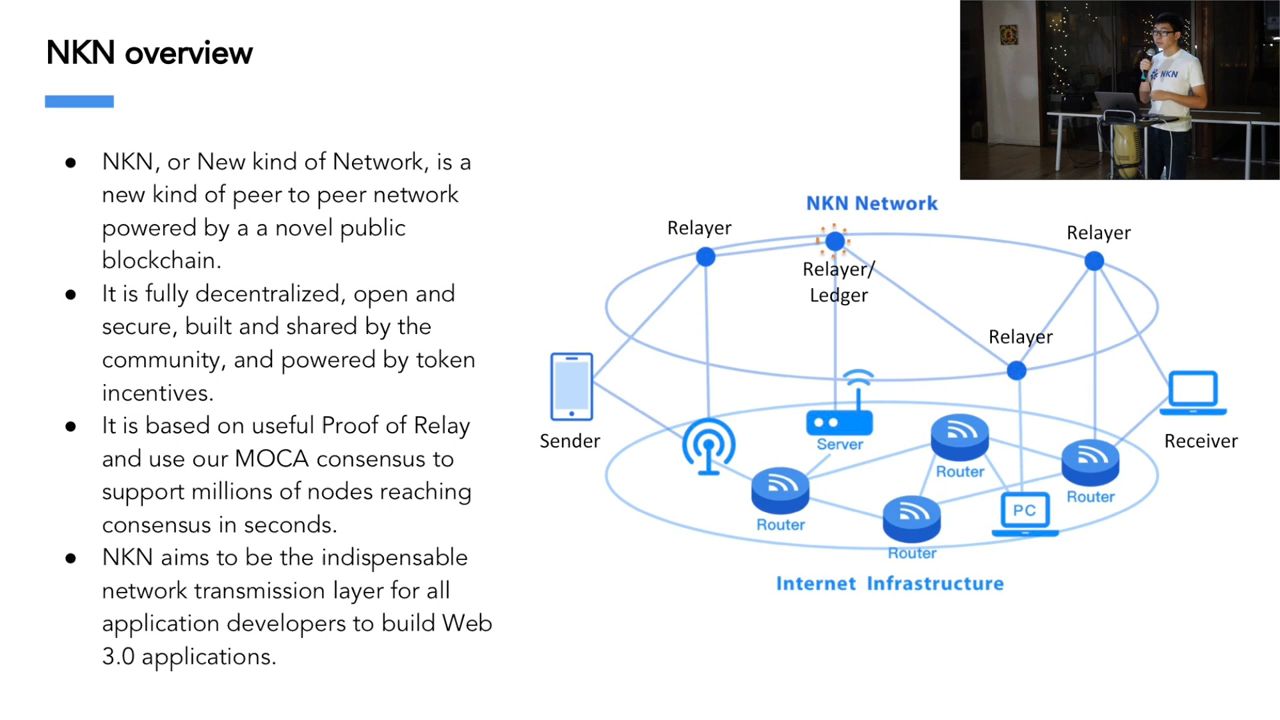 NKN overview
NKN, or New kind of Network, is a
new kind of peer to peer network
powered by a a novel public
blockchain.
It is fully decentralized, open and
secure, built and shared by the
community, and powered by token
incentives.
It is based on useful Proof of Relay
and use our MOCA consensus to
support millions of nodes reaching
consensus in seconds.
NKN aims to be the indispensable
network transmission layer for all
application developers to build Web
3.0 applications.
NKN
NKN Network
Relayer
Relayer/
Ledger
Relayer
Relayer
Sender
Server
Router
Router
Router
PC
Router
Receiver
Internet Infrastructure